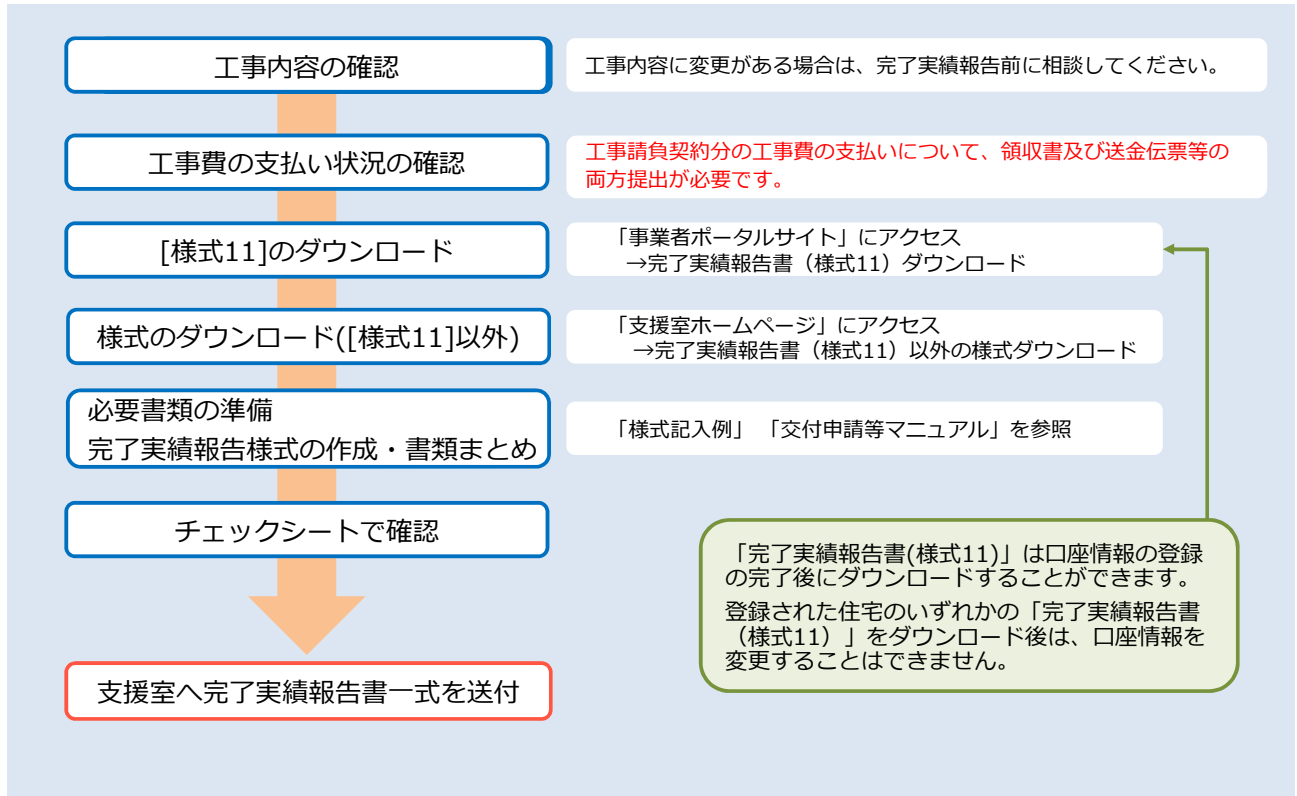 工事内容の確認
工事内容に変更がある場合は、完了実績報告前に相談してください。
工事費の支払い状況の確認
工事請負契約分の工事費の支払いについて、領収書及び送金伝票等の
両方提出が必要です。
[様式11]のダウンロード
「事業者ポータルサイト」にアクセス
→完了実績報告書（様式11）ダウンロード
様式のダウンロード([様式11]以外)
「支援室ホームページ」にアクセス
→完了実績報告書（様式11）以外の様式ダウンロード
必要書類の準備
完了実績報告様式の作成・書類まとめ
「様式記入例」 「交付申請等マニュアル」を参照
チェックシートで確認
「完了実績報告書(様式11)」は口座情報の登録
の完了後にダウンロードすることができます。
登録された住宅のいずれかの「完了実績報告書
（様式11）」をダウンロード後は、口座情報を
変更することはできません。
支援室へ完了実績報告書一式を送付